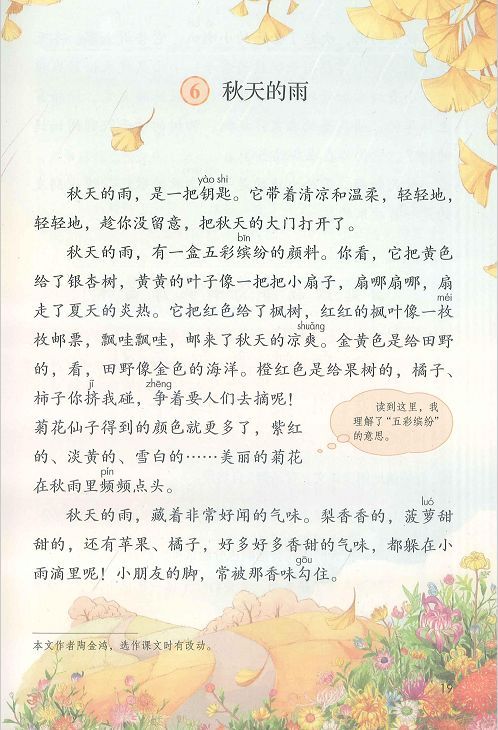 6 秋天的雨
yào shi
秋天的雨，是一把钥匙。它带着清凉和温柔，轻轻地，
轻轻地，趁你没留意，把秋天的大门打开了。
bīn
秋天的雨，有一盒五彩缤纷的颜料。你看，它把黄色
给了银杏树，黄黄的叶子像一把把小扇子，扇哪扇哪，扇
méi
走了夏天的炎热。它把红色给了枫树，红红的枫叶像一枚
shuǎng
枚邮票，飘哇飘哇，邮来了秋天的凉爽。金黄色是给田野
的，看，田野像金色的海洋。橙红色是给果树的，橘子、
jǐ zhēng
柿子你挤我碰，争着要人们去摘呢！
菊花仙子得到的颜色就更多了，紫红
的、淡黄的、雪白的……美丽的菊花
pín
在秋雨里频频点头。
读到这里，我
理解了“五彩缤纷”
的意思。
luó
秋天的雨，藏着非常好闻的气味。梨香香的，菠萝甜
甜的，还有苹果、橘子，好多好多香甜的气味，都躲在小
gōu
雨滴里呢！小朋友的脚，常被那香味勾住。
本文作者陶金鸿，选作课文时有改动。
19